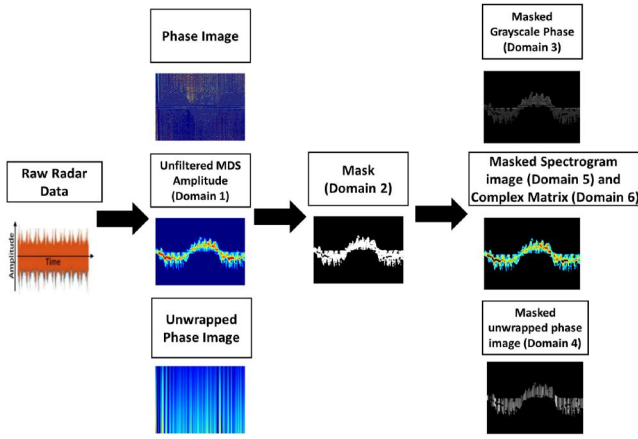 Phase Image
Masked
Grayscale Phase
(Domain 3)
Raw Radar
Data
Amplitude
Time
Unfiltered MDS
Amplitude
(Domain 1)
Mask
(Domain 2)
Masked Spectrogram
image (Domain 5) and
Complex Matrix (Domain 6)
Unwrapped
Phase Image
Masked
unwrapped phase
image (Domain 4)